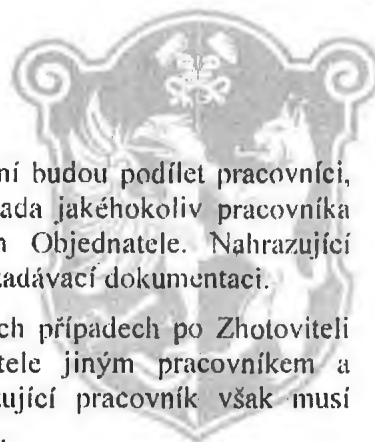 ní budou podílet pracovníci,
ada jakéhokoliv pracovníka
Objednatele. Nahrazující
zadávací dokumentaci.
ch případech po Zhotoviteli
tele jiným pracovníkem a
ující pracovník však musí